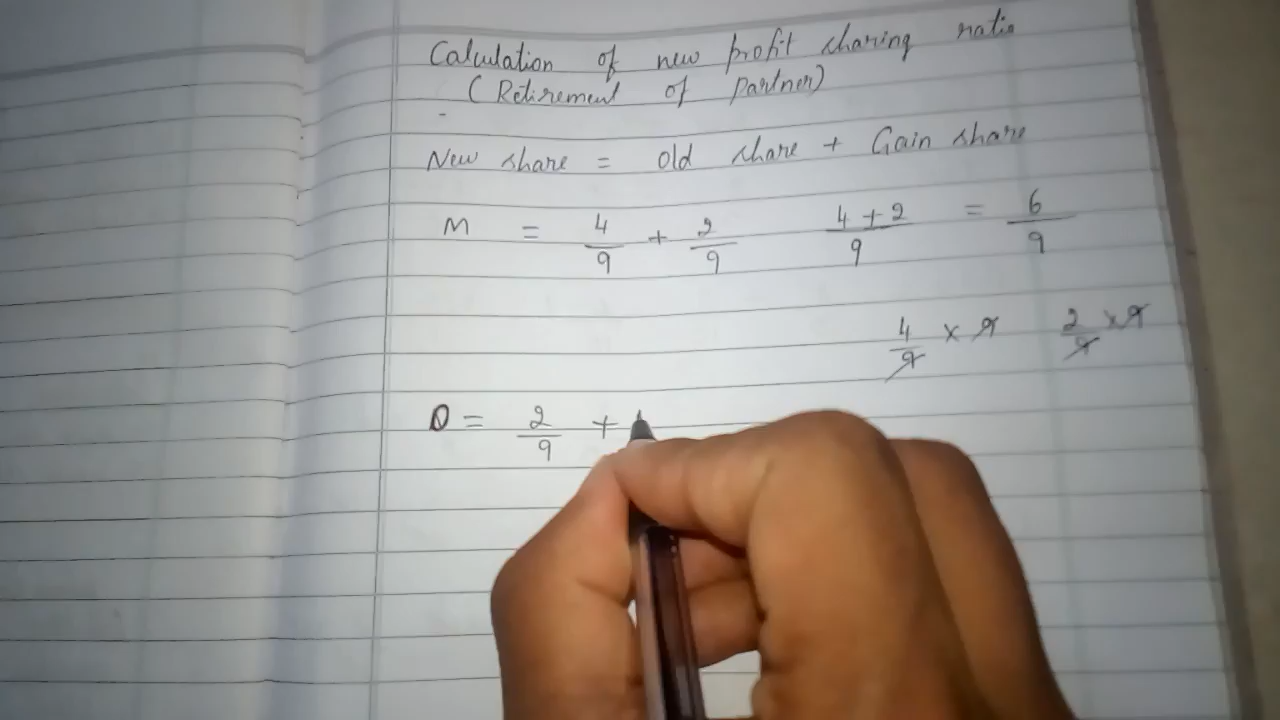 Calculation of new profit sharing ratio
(Retirement of Partner)
New share = Old share + Gain share
M = 4/9 + 2/9 4+2/9 = 6/9
4/9 × 9 2/9 × 9
O = 2/9 +